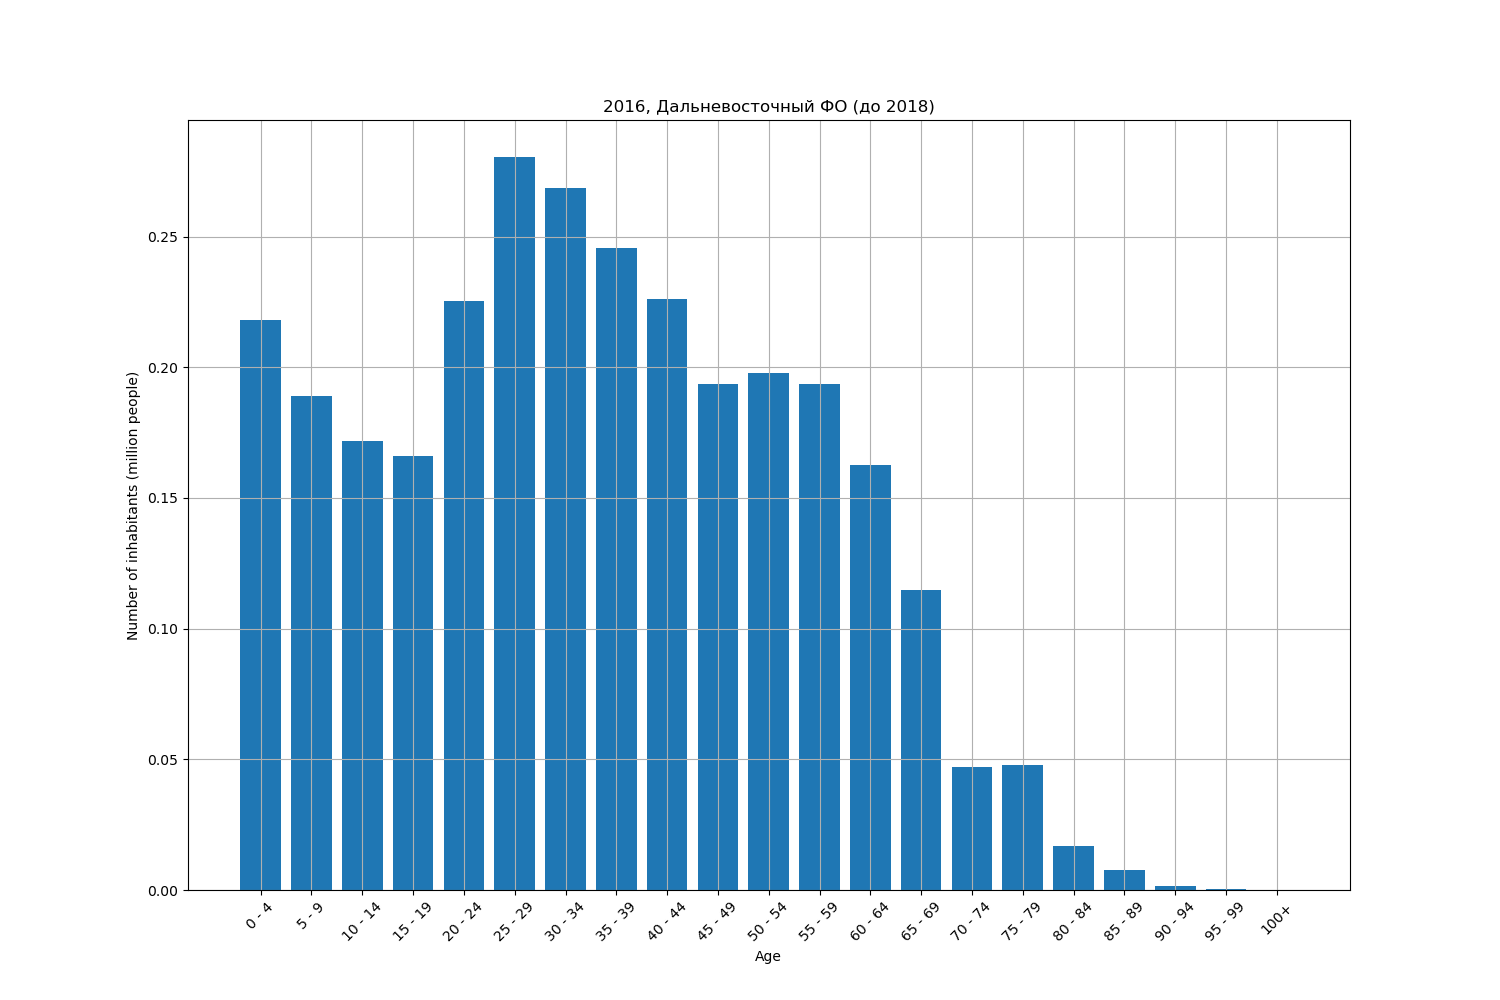 2016, Дальневосточный ФО (до 2018)
Number of inhabitants (million people)
0.25
0.20
0.15
0.10
0.05
0.00
0 - 4
5 - 9
10 - 14
15 - 19
20 - 24
25 - 29
30 - 34
35 - 39
40 - 44
45 - 49
50 - 54
55 - 59
60 - 64
65 - 69
70 - 74
75 - 79
80 - 84
85 - 89
90 - 94
95 - 99
100+
Age